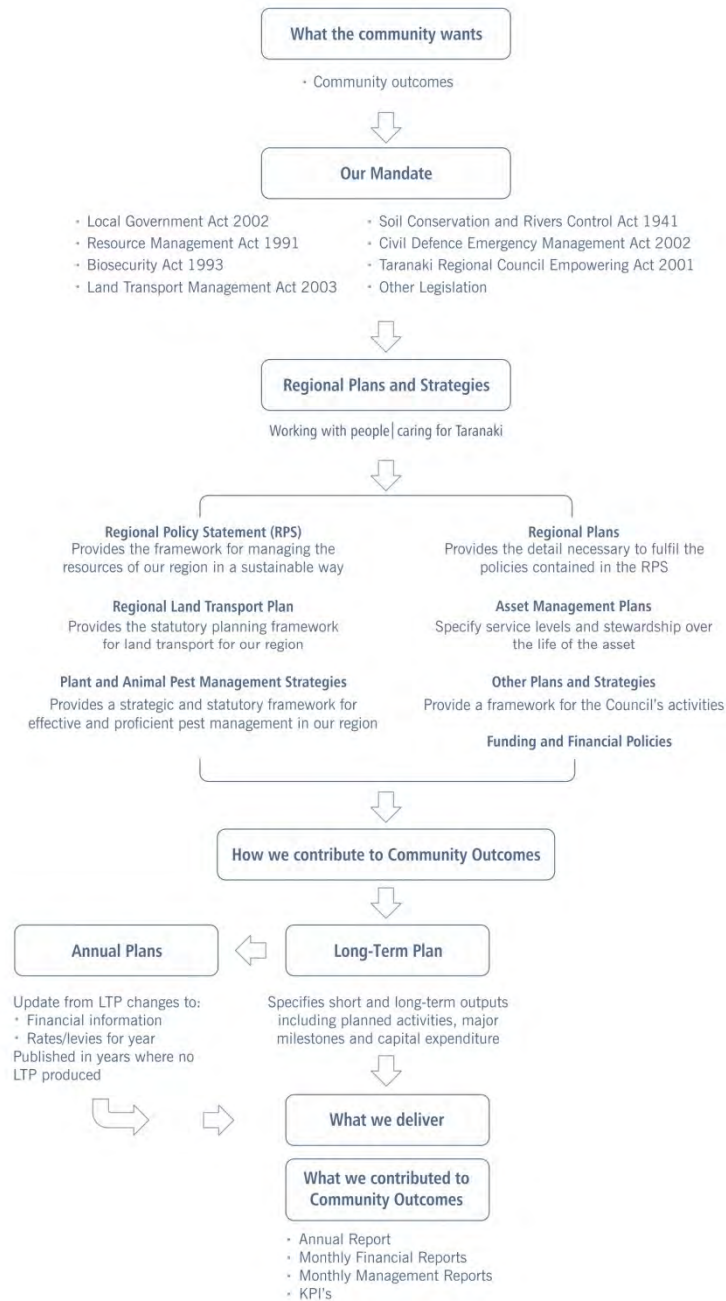 What the community wants
· Community outcomes
Our Mandate
· Local Government Act 2002
· Resource Management Act 1991
· Biosecurity Act 1993
· Land Transport Management Act 2003
· Soil Conservation and Rivers Control Act 1941
· Civil Defence Emergency Management Act 2002
· Taranaki Regional Council Empowering Act 2001
· Other Legislation
Regional Plans and Strategies
Working with people | caring for Taranaki
Regional Policy Statement (RPS)
Provides the framework for managing the
resources of our region in a sustainable way
Regional Land Transport Plan
Provides the statutory planning framework
for land transport for our region
Plant and Animal Pest Management Strategies
Provides a strategic and statutory framework for
effective and proficient pest management in our region
Regional Plans
Provides the detail necessary to fulfil the
policies contained in the RPS
Asset Management Plans
Specify service levels and stewardship over
the life of the asset
Other Plans and Strategies
Provide a framework for the Council's activities
Funding and Financial Policies
How we contribute to Community Outcomes
Annual Plans
Update from LTP changes to:
· Financial information
· Rates/levies for year
Published in years where no
LTP produced
Long-Term Plan
Specifies short and long-term outputs
including planned activities, major
milestones and capital expenditure
What we deliver
What we contributed to
Community Outcomes
· Annual Report
· Monthly Financial Reports
· Monthly Management Reports
· KPI's